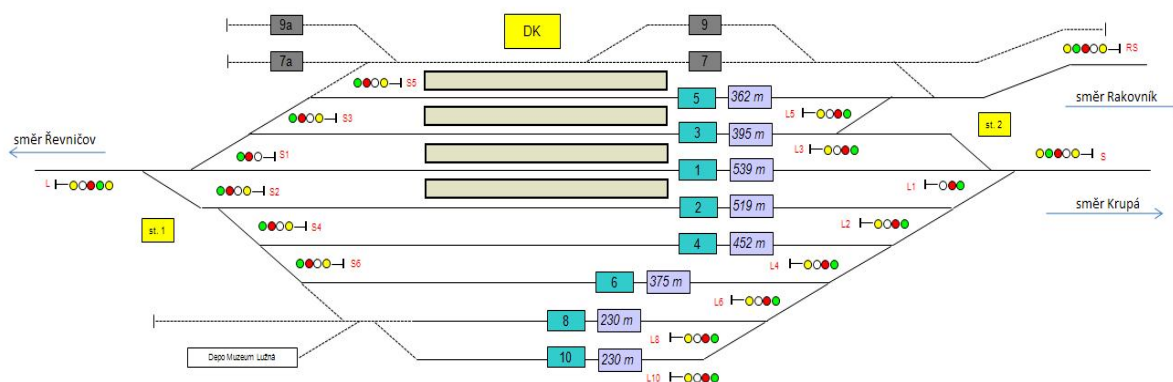 9a
DK
9
7a
7
RS
S5
5
362 m
směr Rakovník
S3
L5
směr Řevničov
3
395 m
st. 2
S1
L3
S
1
539 m
L
S2
L1
2
519 m
směr Krupá
st. 1
S4
L2
4
452 m
S6
L4
6
375 m
L6
8
230 m
L8
Depo Muzeum Lužná
10
230 m
L10